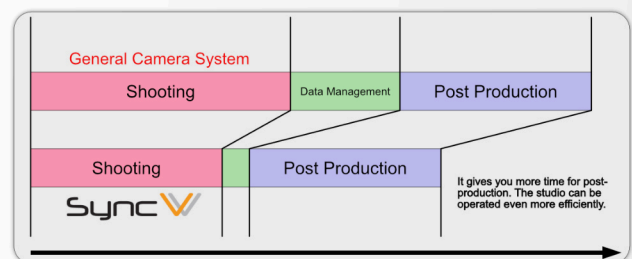 General Camera System
Shooting
Data Management
Post Production
Shooting
Post Production
Sync W
It gives you more time for post-
production. The studio can be
operated even more efficiently.